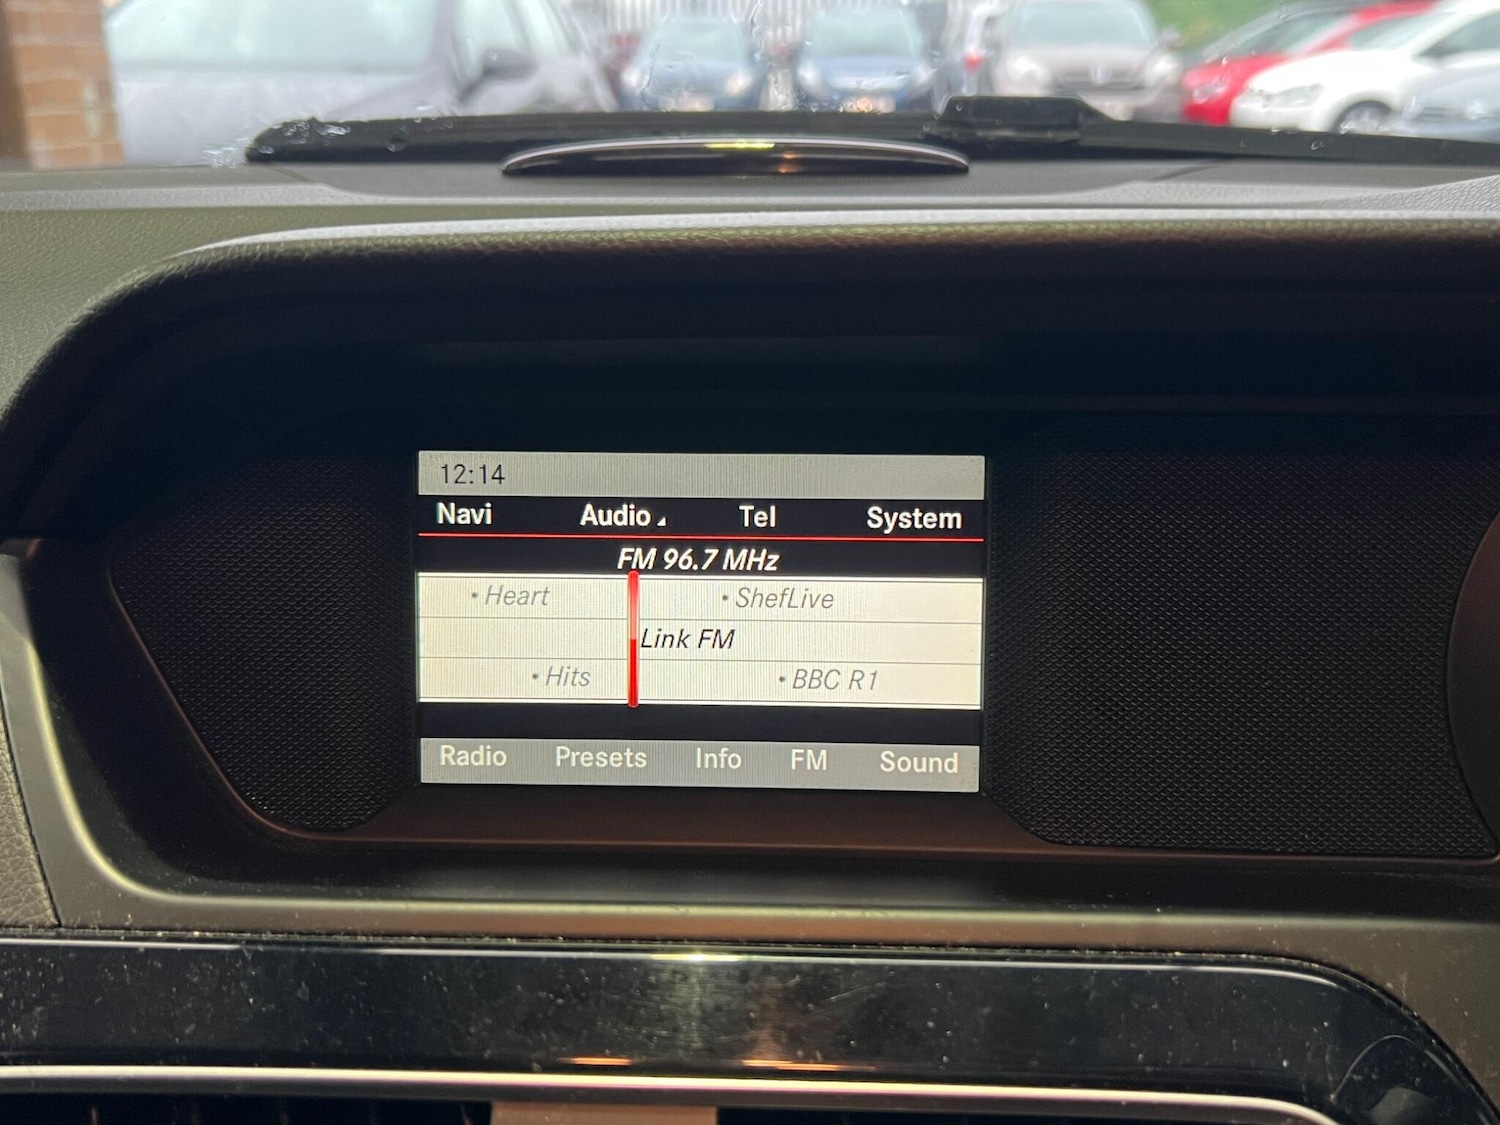 12:14
Navi Audio Tel System
FM 96.7 MHz
• Heart • ShefLive
Link FM
• Hits • BBC R1
Radio Presets Info FM Sound